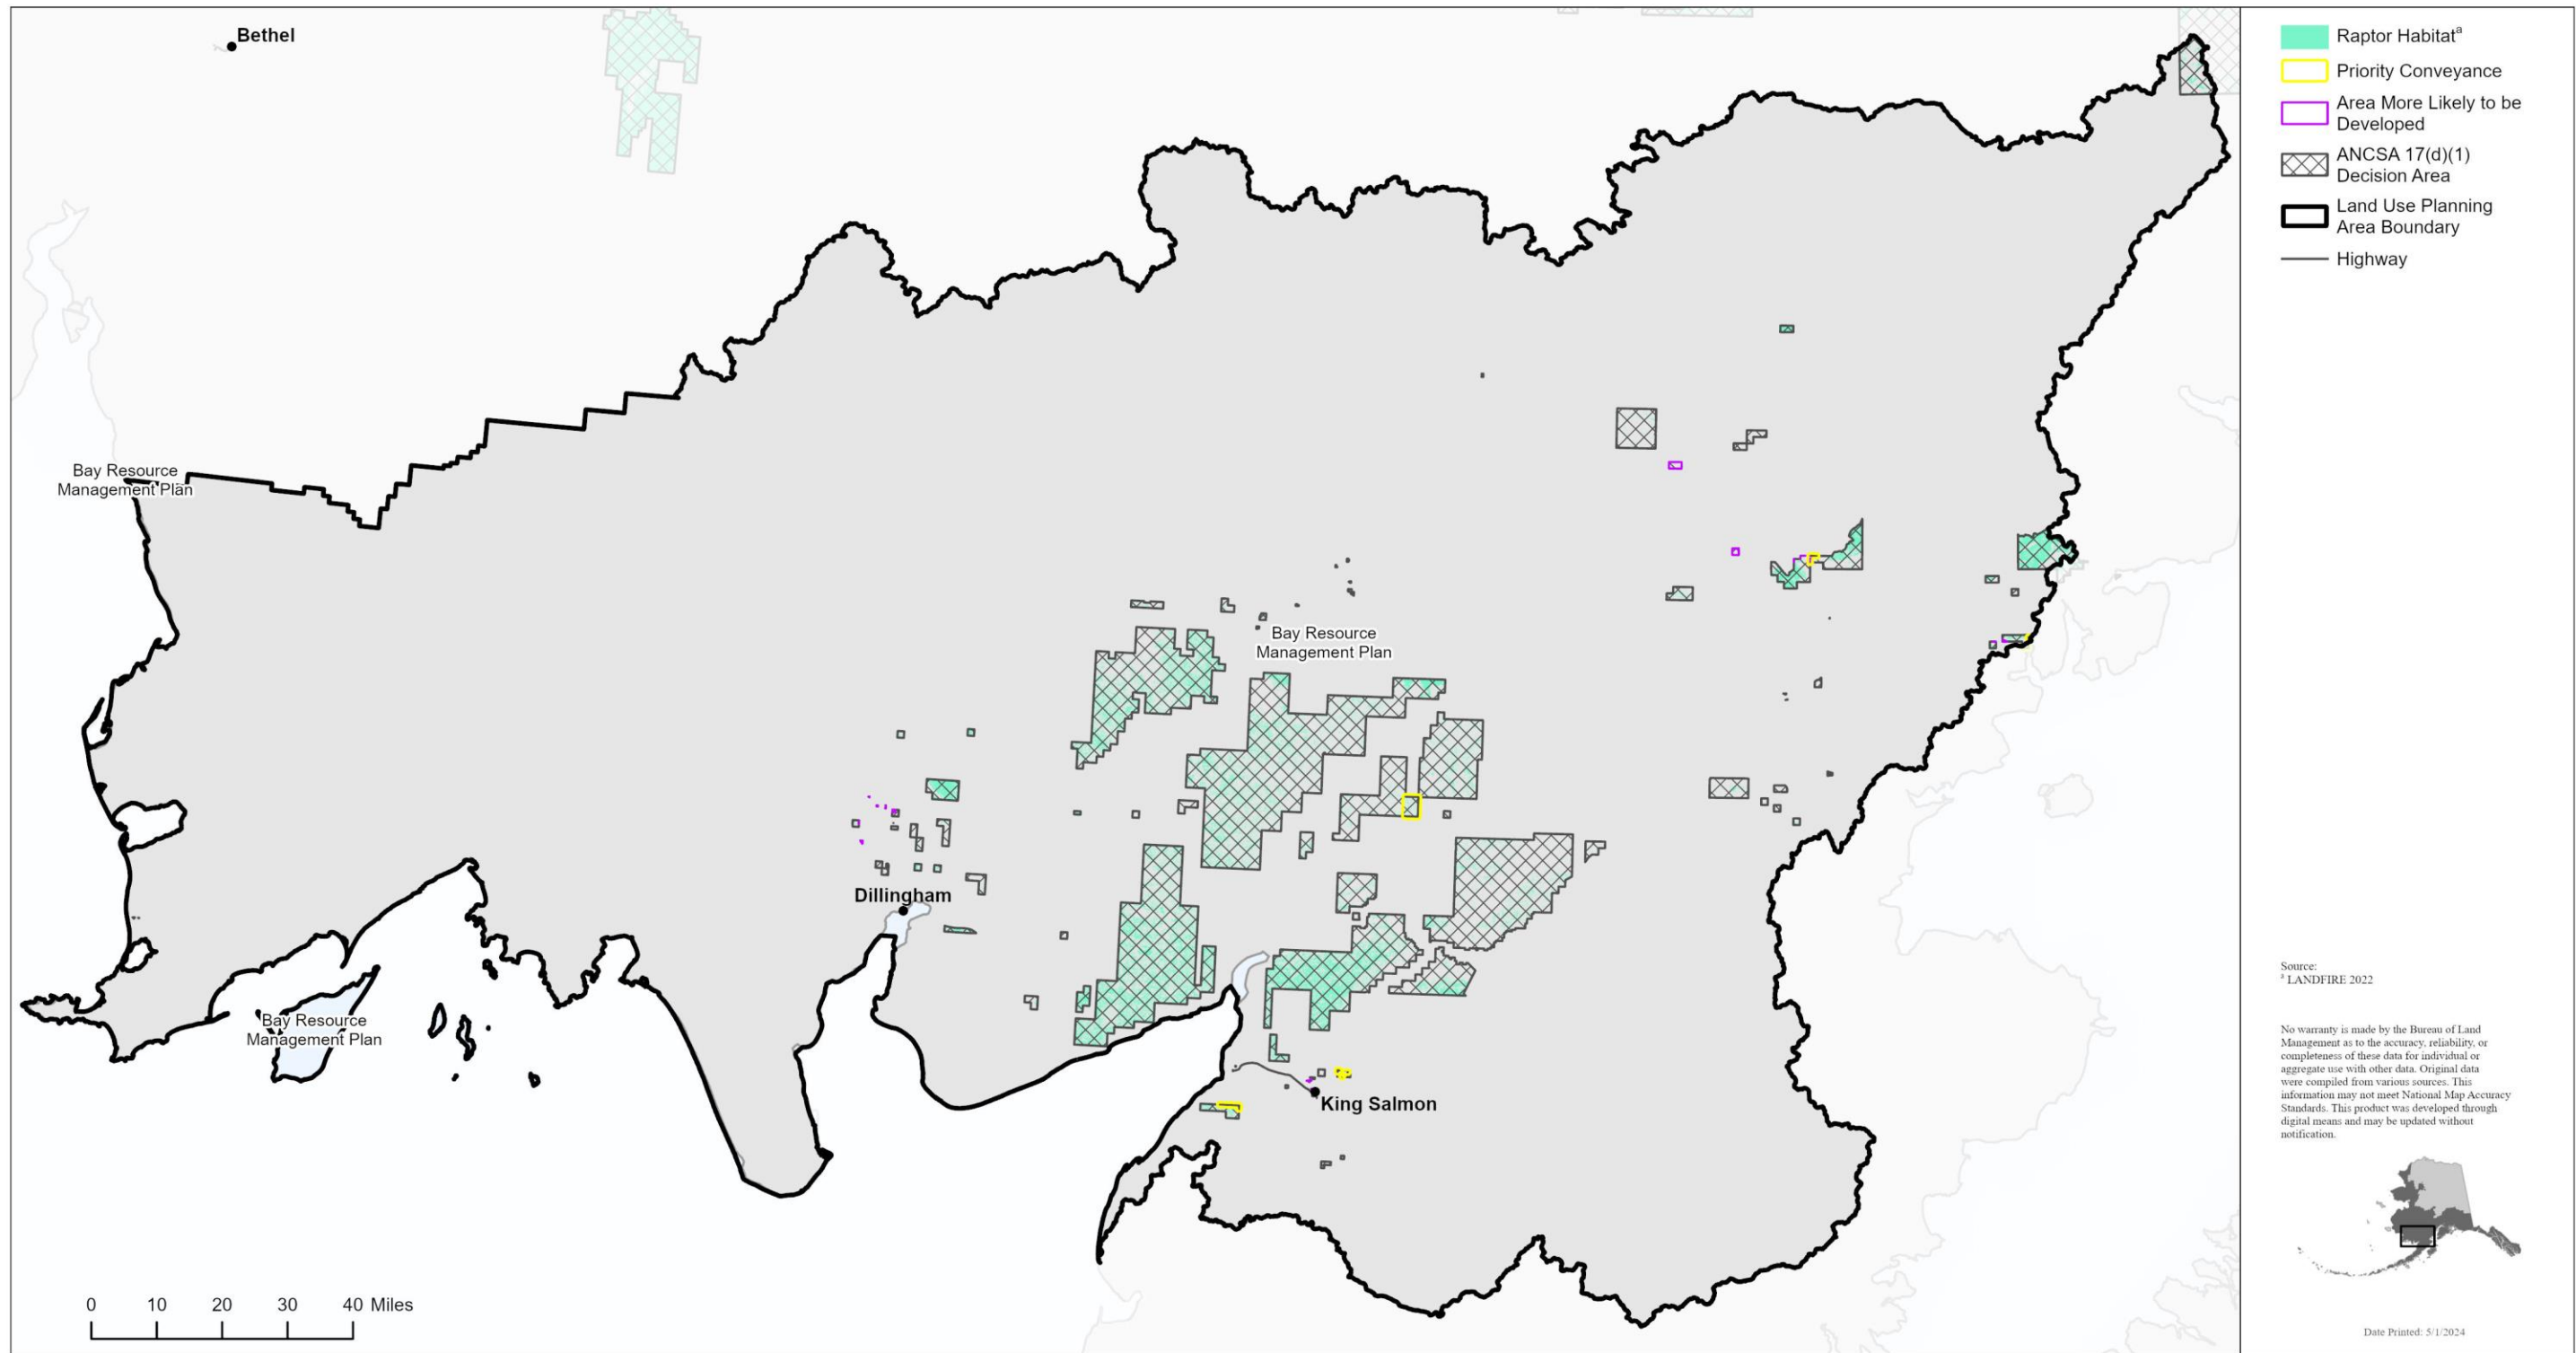 Bethel
Bay Resource
Management Plan
Bay Resource
Management Plan
Dillingham
Bay Resource
Management Plan
King Salmon
0 10 20 30 40 Miles
Raptor Habitatᵃ
Priority Conveyance
Area More Likely to be
Developed
ANCSA 17(d)(1)
Decision Area
Land Use Planning
Area Boundary
Highway
Source:
ᵃ LANDFIRE 2022
No warranty is made by the Bureau of Land
Management as to the accuracy, reliability, or
completeness of these data for individual or
aggregate use with other data. Original data
were compiled from various sources. This
information may not meet National Map Accuracy
Standards. This product was developed through
digital means and may be updated without
notification.
Date Printed: 5/1/2024